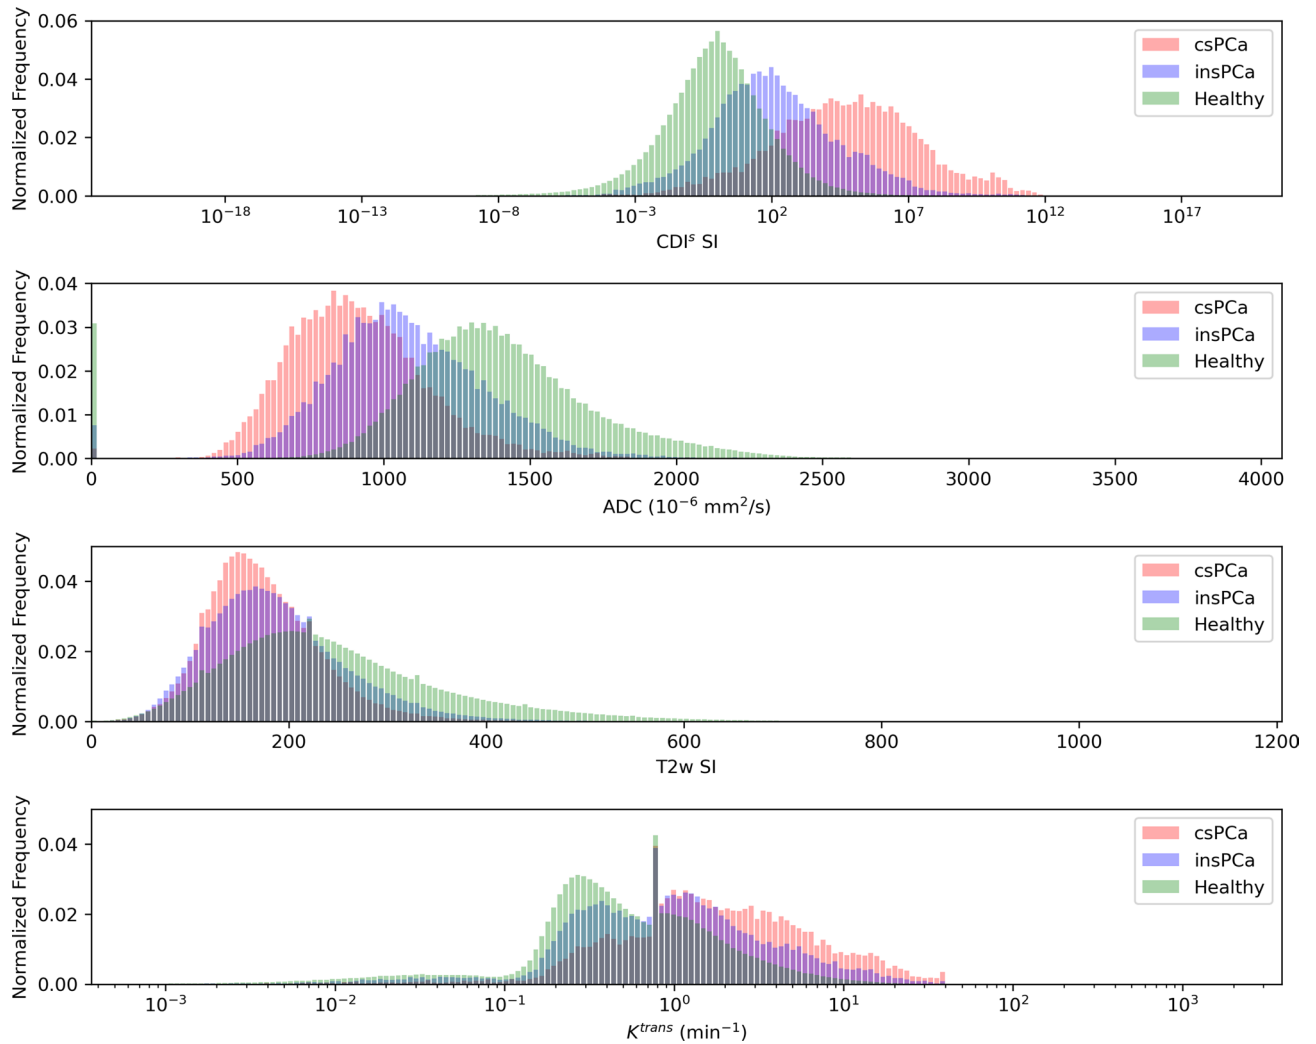 Normalized Frequency
0.06
0.04
0.02
0.00
csPCa
insPCa
Healthy
10^-18 10^-13 10^-8 10^-3 10^2 10^7 10^12 10^17
CDI^s SI
Normalized Frequency
0.04
0.03
0.02
0.01
0.00
csPCa
insPCa
Healthy
0 500 1000 1500 2000 2500 3000 3500 4000
ADC (10^-6 mm^2/s)
Normalized Frequency
0.04
0.02
0.00
csPCa
insPCa
Healthy
0 200 400 600 800 1000 1200
T2w SI
Normalized Frequency
0.04
0.02
0.00
csPCa
insPCa
Healthy
10^-3 10^-2 10^-1 10^0 10^1 10^2 10^3
K^trans (min^-1)